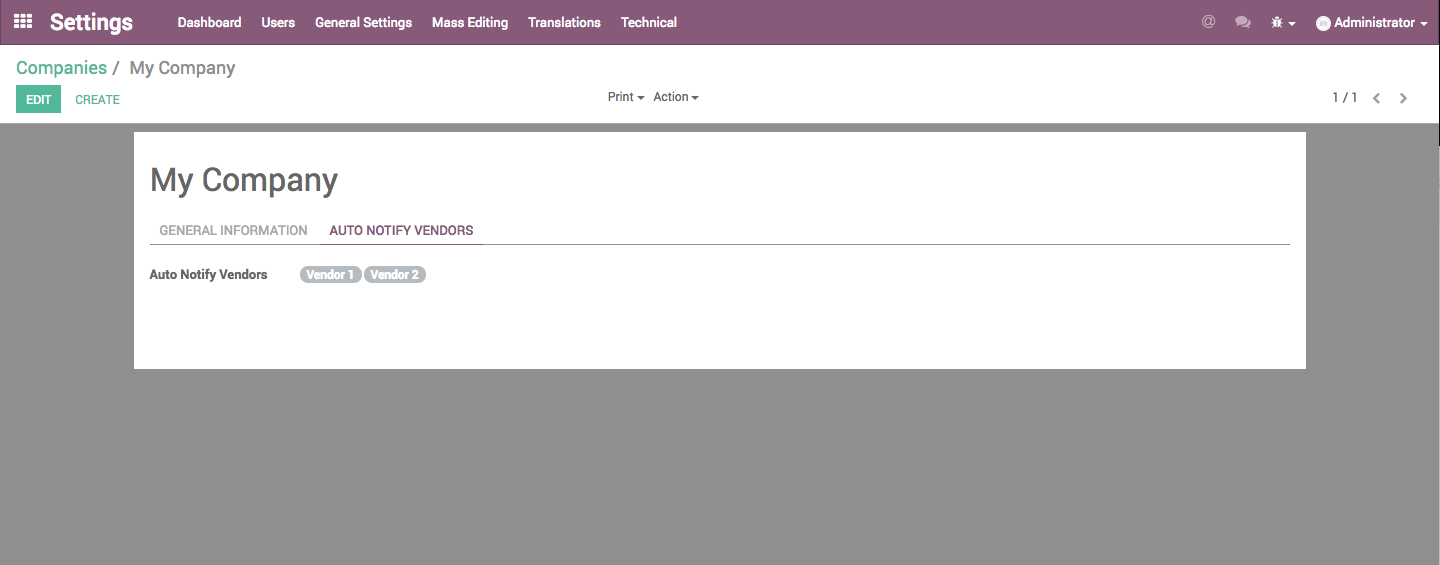 Settings Dashboard Users General Settings Mass Editing Translations Technical @ Administrator
Companies / My Company
EDIT CREATE Print Action 1 / 1
My Company
GENERAL INFORMATION AUTO NOTIFY VENDORS
Auto Notify Vendors Vendor 1 Vendor 2